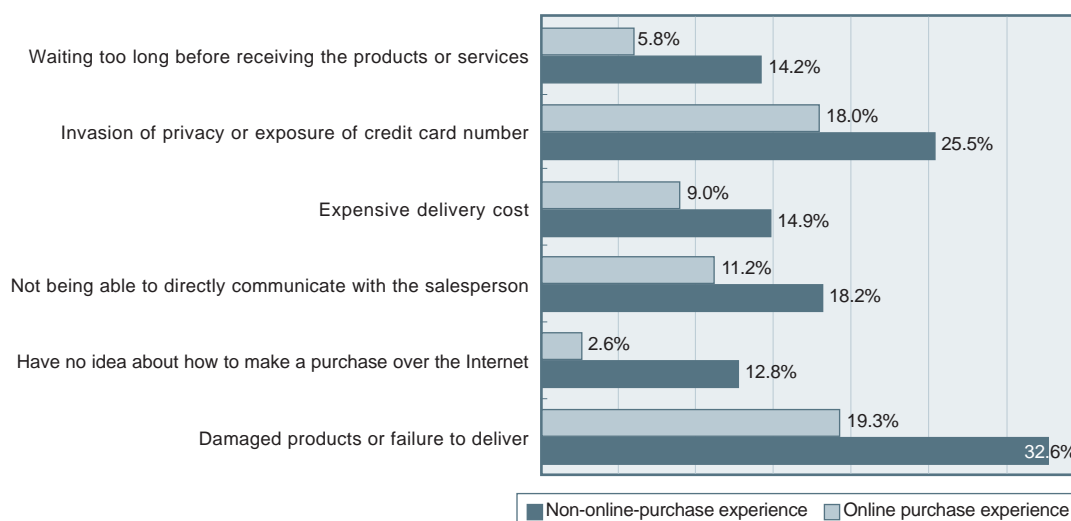 Waiting too long before receiving the products or services
5.8%
14.2%
Invasion of privacy or exposure of credit card number
18.0%
25.5%
Expensive delivery cost
9.0%
14.9%
Not being able to directly communicate with the salesperson
11.2%
18.2%
Have no idea about how to make a purchase over the Internet
2.6%
12.8%
Damaged products or failure to deliver
19.3%
32.6%
Non-online-purchase experience Online purchase experience